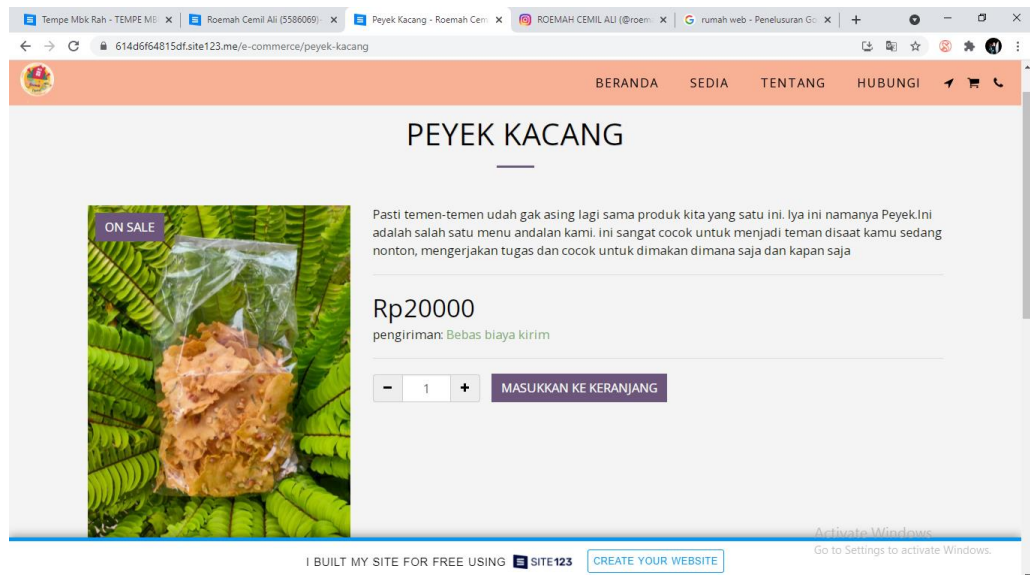 Tempe Mbk Rah - TEMPE MB
Roemah Cemil Ali (5586069)
Peyek Kacang - Roemah Cem
ROEMAH CEMIL ALI (@roem
rumah web - Penelusuran Go
614d6f64815df.site123.me/e-commerce/peyek-kacang
BERANDA SEDIA TENTANG HUBUNGI
PEYEK KACANG
ON SALE
Pasti temen-temen udah gak asing lagi sama produk kita yang satu ini. Iya ini namanya Peyek.Ini
adalah salah satu menu andalan kami. ini sangat cocok untuk menjadi teman disaat kamu sedang
nonton, mengerjakan tugas dan cocok untuk dimakan dimana saja dan kapan saja
Rp20000
pengiriman: Bebas biaya kirim
- 1 + MASUKKAN KE KERANJANG
Activate Windows
Go to Settings to activate Windows.
I BUILT MY SITE FOR FREE USING SITE123 CREATE YOUR WEBSITE